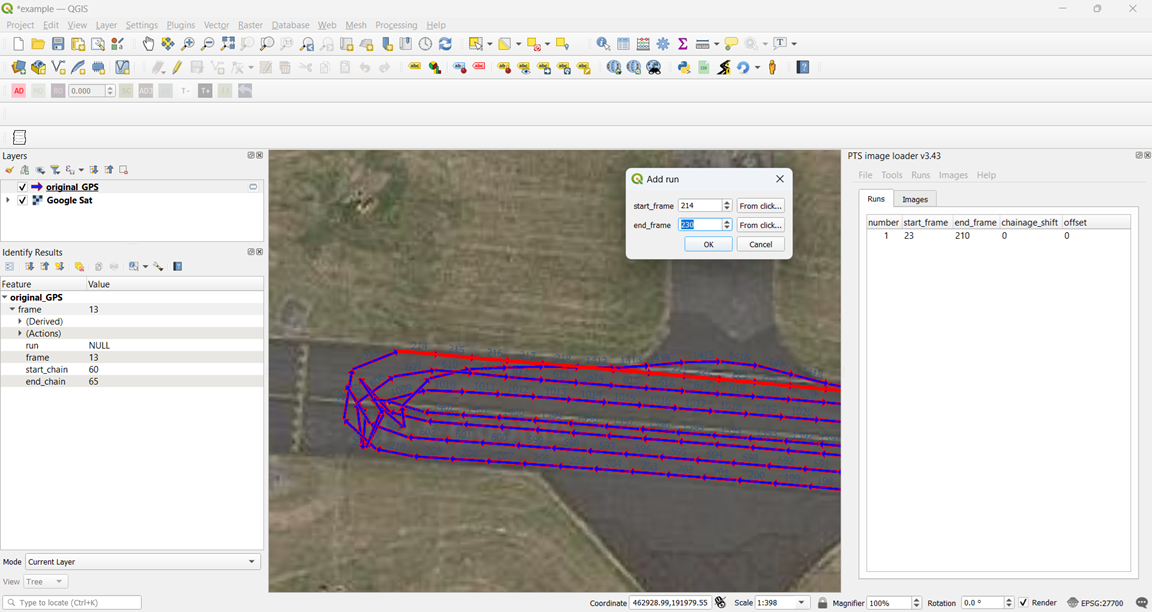 *example — QGIS
Project Edit View Layer Settings Plugins Vector Raster Database Web Mesh Processing Help
AD 0.000 T- T+
Layers
original_GPS
Google Sat
Identify Results
Feature Value
original_GPS
frame 13
(Derived)
(Actions)
run NULL
frame 13
start_chain 60
end_chain 65
Mode Current Layer
View Tree
Add run
start_frame 214 From click...
end_frame 230 From click...
OK Cancel
PTS image loader v3.43
File Tools Runs Images Help
Runs Images
number start_frame end_frame chainage_shift offset
1 23 210 0 0
Type to locate (Ctrl+K) Coordinate 462928.99,191979.55 Scale 1:398 Magnifier 100% Rotation 0.0 ° Render EPSG:27700